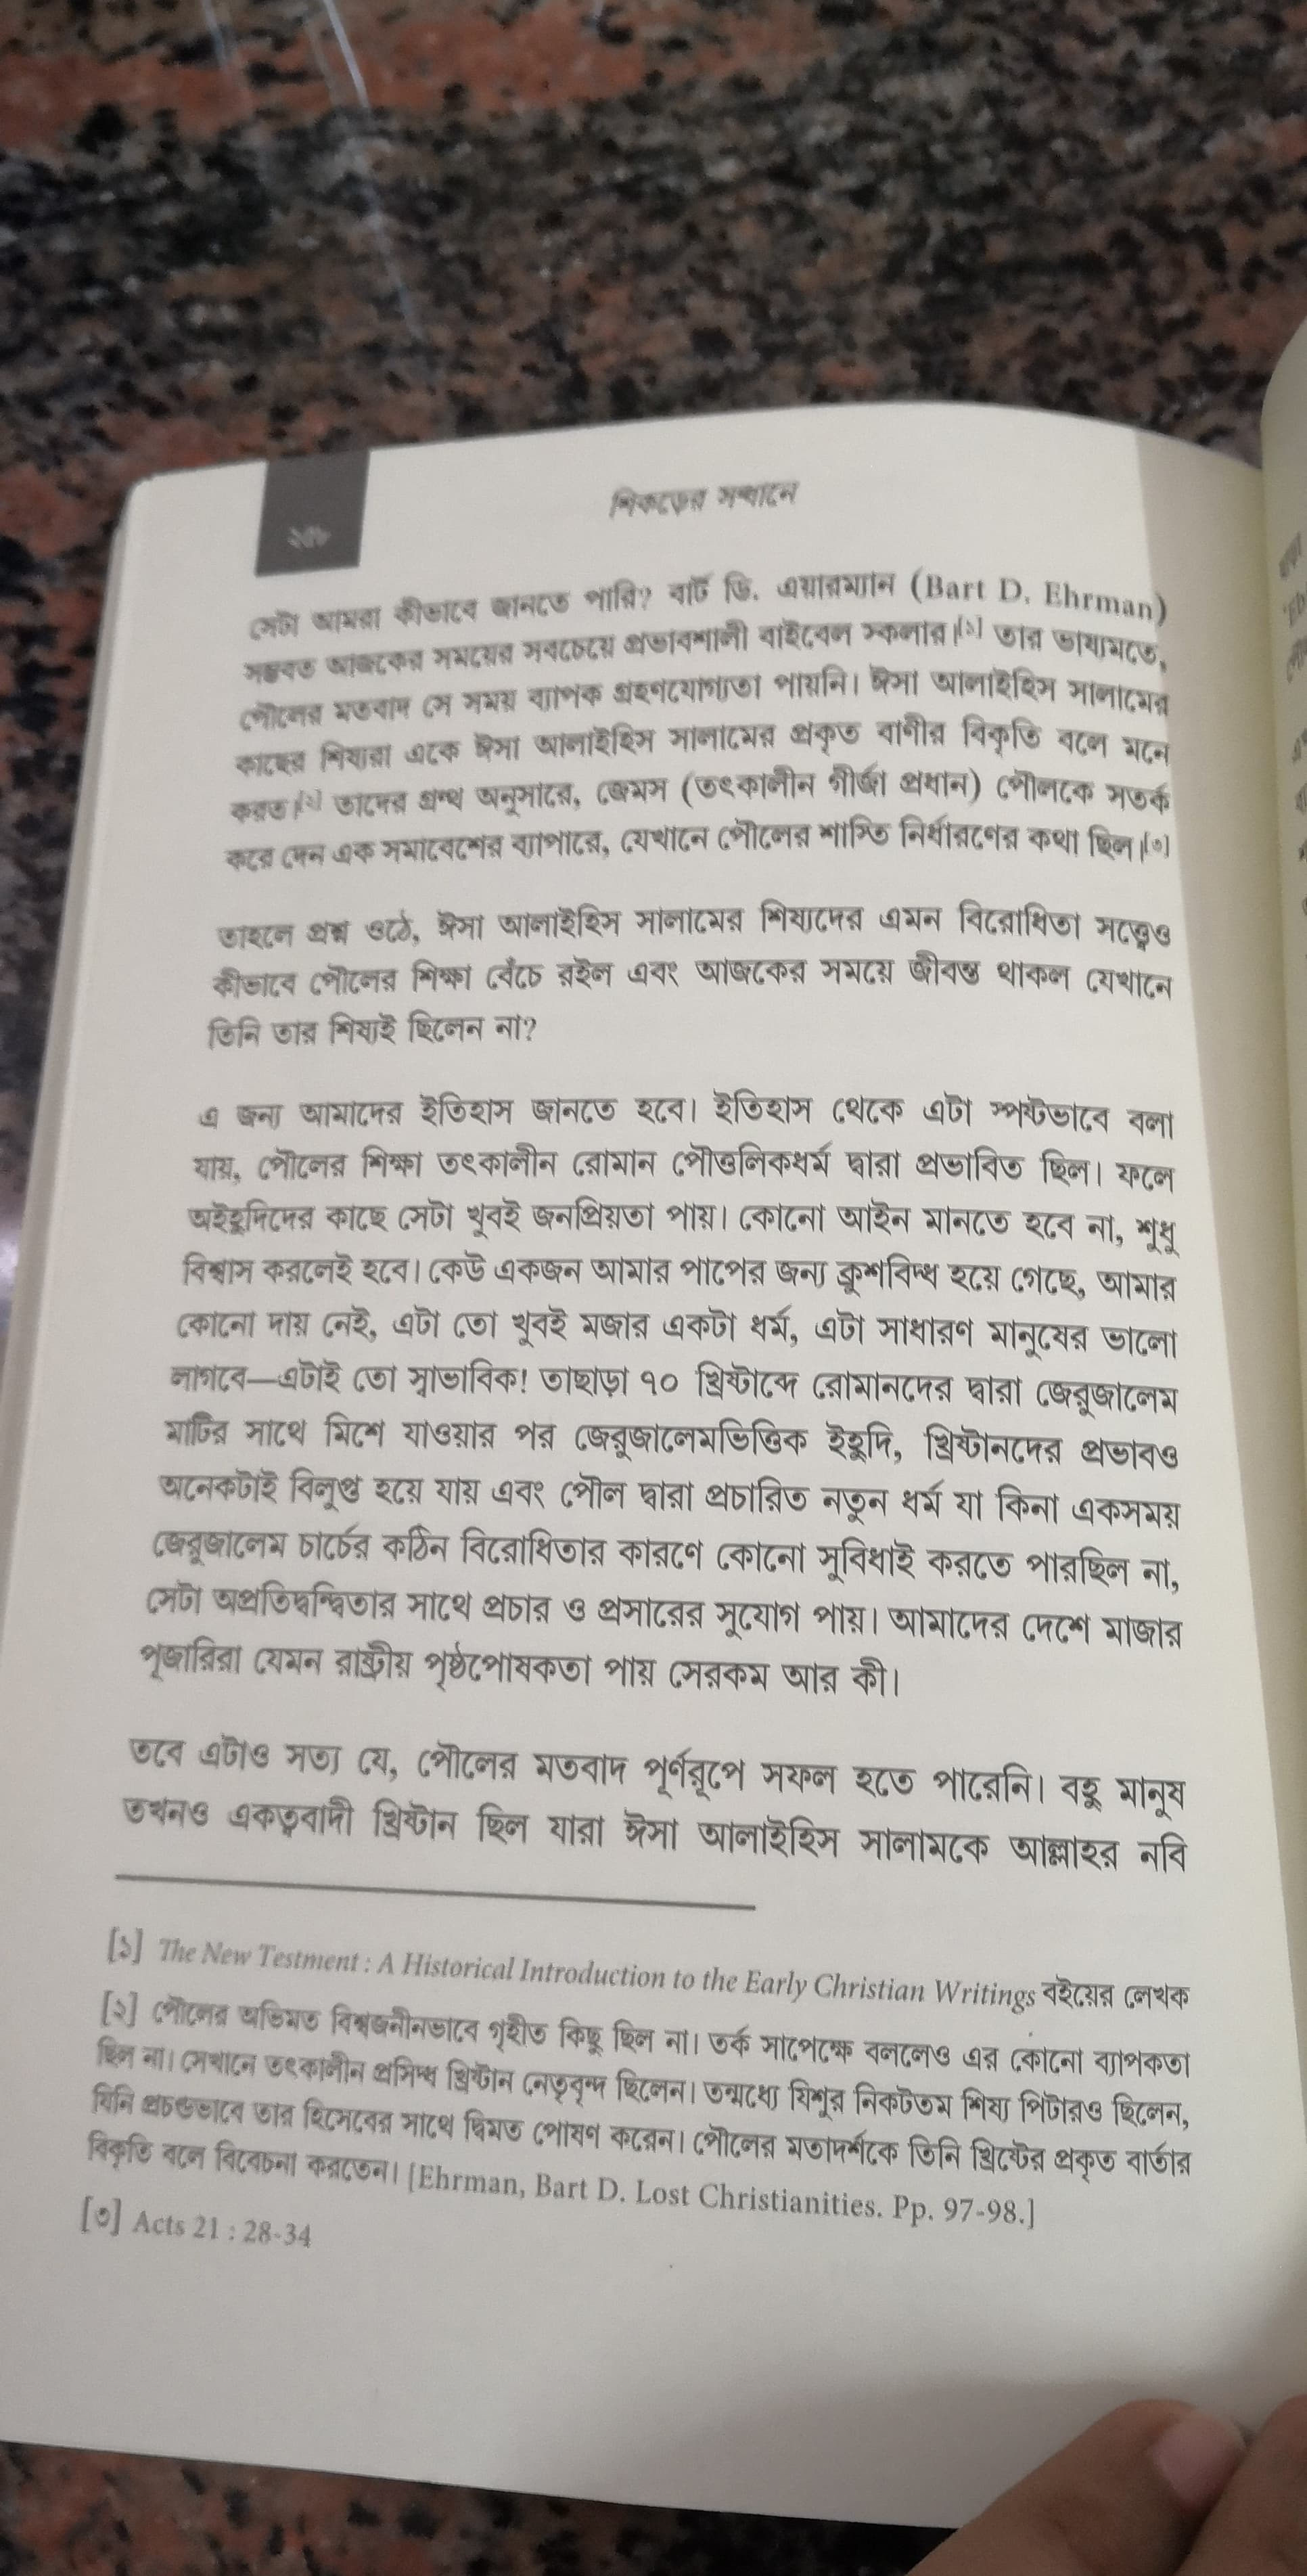 শিকড়ের সন্ধানে
২৫৮
সেটা আমরা কীভাবে জানতে পারি? বার্ট ডি. এয়ারম্যান (Bart D. Ehrman)
সম্ভবত আজকের সময়ের সবচেয়ে প্রভাবশালী বাইবেল স্কলার।[১] তার ভাষ্যমতে,
পৌলের মতবাদ সে সময় ব্যাপক গ্রহণযোগ্যতা পায়নি। ঈসা আলাইহিস সালামের
কাছের শিষ্যরা একে ঈসা আলাইহিস সালামের প্রকৃত বাণীর বিকৃতি বলে মনে
করত।[২] তাদের গ্রন্থ অনুসারে, জেমস (তৎকালীন গীর্জা প্রধান) পৌলকে সতর্ক
করে দেন এক সমাবেশের ব্যাপারে, যেখানে পৌলের শাস্তি নির্ধারণের কথা ছিল।[৩]
তাহলে প্রশ্ন ওঠে, ঈসা আলাইহিস সালামের শিষ্যদের এমন বিরোধিতা সত্ত্বেও
কীভাবে পৌলের শিক্ষা বেঁচে রইল এবং আজকের সময়ে জীবন্ত থাকল যেখানে
তিনি তার শিষ্যই ছিলেন না?
এ জন্য আমাদের ইতিহাস জানতে হবে। ইতিহাস থেকে এটা স্পষ্টভাবে বলা
যায়, পৌলের শিক্ষা তৎকালীন রোমান পৌত্তলিকধর্ম দ্বারা প্রভাবিত ছিল। ফলে
অইহুদিদের কাছে সেটা খুবই জনপ্রিয়তা পায়। কোনো আইন মানতে হবে না, শুধু
বিশ্বাস করলেই হবে। কেউ একজন আমার পাপের জন্য ক্রুশবিদ্ধ হয়ে গেছে, আমার
কোনো দায় নেই, এটা তো খুবই মজার একটা ধর্ম, এটা সাধারণ মানুষের ভালো
লাগবে—এটাই তো স্বাভাবিক! তাছাড়া ৭০ খ্রিষ্টাব্দে রোমানদের দ্বারা জেরুজালেম
মাটির সাথে মিশে যাওয়ার পর জেরুজালেমভিত্তিক ইহুদি, খ্রিষ্টানদের প্রভাবও
অনেকটাই বিলুপ্ত হয়ে যায় এবং পৌল দ্বারা প্রচারিত নতুন ধর্ম যা কিনা একসময়
জেরুজালেম চার্চের কঠিন বিরোধিতার কারণে কোনো সুবিধাই করতে পারছিল না,
সেটা অপ্রতিদ্বন্দ্বিতার সাথে প্রচার ও প্রসারের সুযোগ পায়। আমাদের দেশে মাজার
পূজারিরা যেমন রাষ্ট্রীয় পৃষ্ঠপোষকতা পায় সেরকম আর কী।
তবে এটাও সত্য যে, পৌলের মতবাদ পূর্ণরূপে সফল হতে পারেনি। বহু মানুষ
তখনও একত্ববাদী খ্রিষ্টান ছিল যারা ঈসা আলাইহিস সালামকে আল্লাহর নবি
[১] The New Testment : A Historical Introduction to the Early Christian Writings বইয়ের লেখক
[২] পৌলের অভিমত বিশ্বজনীনভাবে গৃহীত কিছু ছিল না। তর্ক সাপেক্ষে বললেও এর কোনো ব্যাপকতা
ছিল না। সেখানে তৎকালীন প্রসিদ্ধ খ্রিষ্টান নেতৃবৃন্দ ছিলেন। তন্মধ্যে যিশুর নিকটতম শিষ্য পিটারও ছিলেন,
যিনি প্রচণ্ডভাবে তার হিসেবের সাথে দ্বিমত পোষণ করেন। পৌলের মতাদর্শকে তিনি খ্রিষ্টের প্রকৃত বার্তার
বিকৃতি বলে বিবেচনা করতেন। [Ehrman, Bart D. Lost Christianities. Pp. 97-98.]
[৩] Acts 21 : 28-34